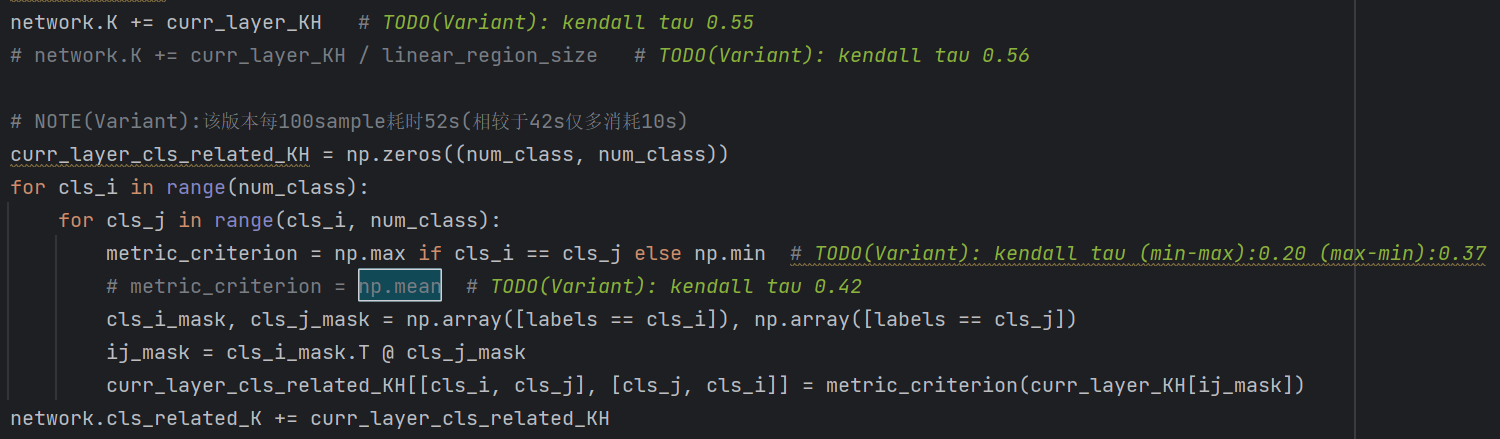 network.K += curr_layer_KH   # TODO(Variant): kendall tau 0.55
# network.K += curr_layer_KH / linear_region_size   # TODO(Variant): kendall tau 0.56
# NOTE(Variant):该版本每100sample耗时52s(相较于42s仅多消耗10s)
curr_layer_cls_related_KH = np.zeros((num_class, num_class))
for cls_i in range(num_class):
    for cls_j in range(cls_i, num_class):
        metric_criterion = np.max if cls_i == cls_j else np.min  # TODO(Variant): kendall tau (min-max):0.20 (max-min):0.37
        # metric_criterion = np.mean  # TODO(Variant): kendall tau 0.42
        cls_i_mask, cls_j_mask = np.array([labels == cls_i]), np.array([labels == cls_j])
        ij_mask = cls_i_mask.T @ cls_j_mask
        curr_layer_cls_related_KH[[cls_i, cls_j], [cls_j, cls_i]] = metric_criterion(curr_layer_KH[ij_mask])
network.cls_related_K += curr_layer_cls_related_KH